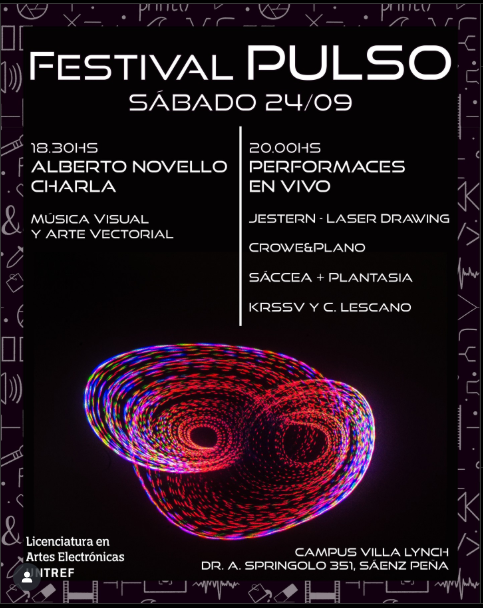 print()
FESTIVAL PULSO
SÁBADO 24/09
18.30HS
ALBERTO NOVELLO
CHARLA
MÚSICA VISUAL
Y ARTE VECTORIAL
20.00HS
PERFORMACES
EN VIVO
JESTERN - LASER DRAWING
CROWE&PLANO
SÁCCEA + PLANTASIA
KRSSV Y C. LESCANO
Licenciatura en
Artes Electrónicas
UNTREF
CAMPUS VILLA LYNCH
DR. A. SPRINGOLO 351, SÁENZ PEÑA